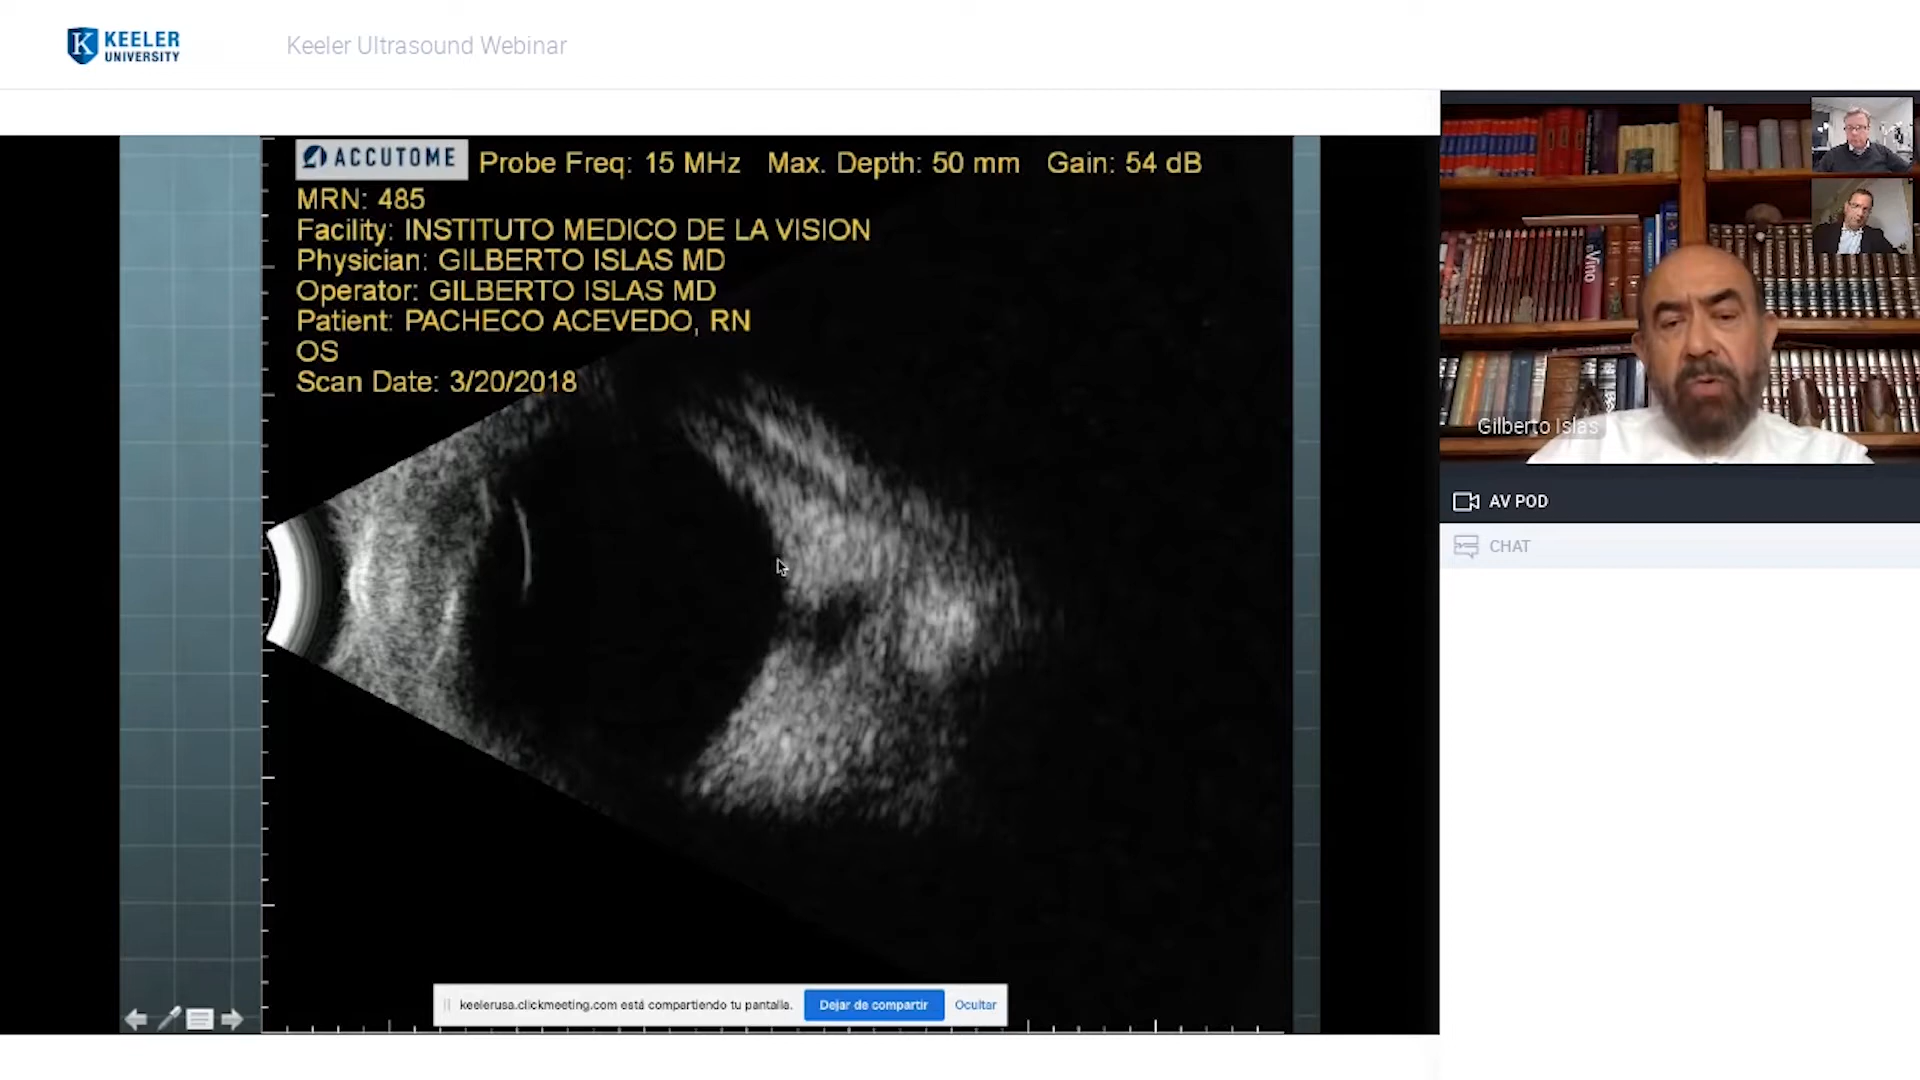 KEELER
UNIVERSITY
Keeler Ultrasound Webinar
ACCUTOME
Probe Freq: 15 MHz Max. Depth: 50 mm Gain: 54 dB
MRN: 485
Facility: INSTITUTO MEDICO DE LA VISION
Physician: GILBERTO ISLAS MD
Operator: GILBERTO ISLAS MD
Patient: PACHECO ACEVEDO, RN
OS
Scan Date: 3/20/2018
keelerusa.clickmeeting.com está compartiendo tu pantalla.
Dejar de compartir
Ocultar
Vino
Gilberto Islas
AV POD
CHAT